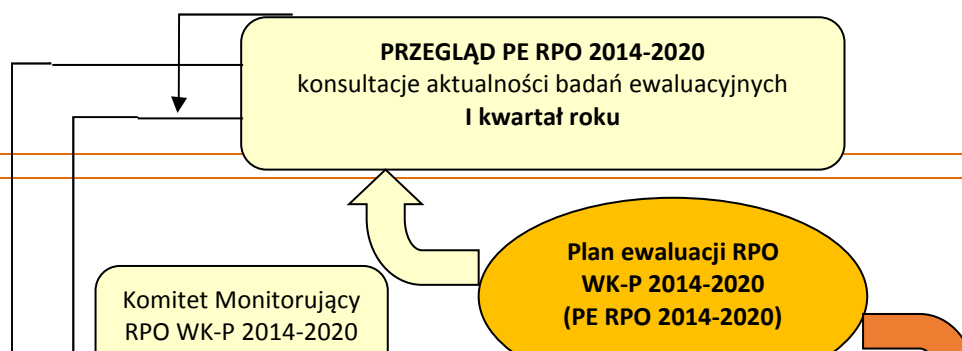 PRZEGLĄD PE RPO 2014-2020
konsultacje aktualności badań ewaluacyjnych
I kwartał roku
Plan ewaluacji RPO
WK-P 2014-2020
(PE RPO 2014-2020)
Komitet Monitorujący
RPO WK-P 2014-2020